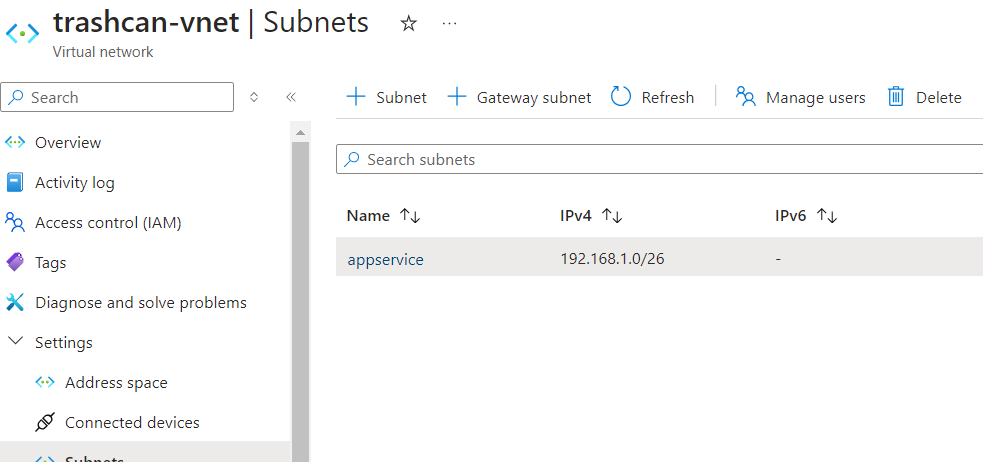 trashcan-vnet | Subnets
Virtual network
Search
Overview
Activity log
Access control (IAM)
Tags
Diagnose and solve problems
Settings
Address space
Connected devices
Subnets
Subnet Gateway subnet Refresh Manage users Delete
Search subnets
Name IPv4 IPv6
appservice 192.168.1.0/26 -